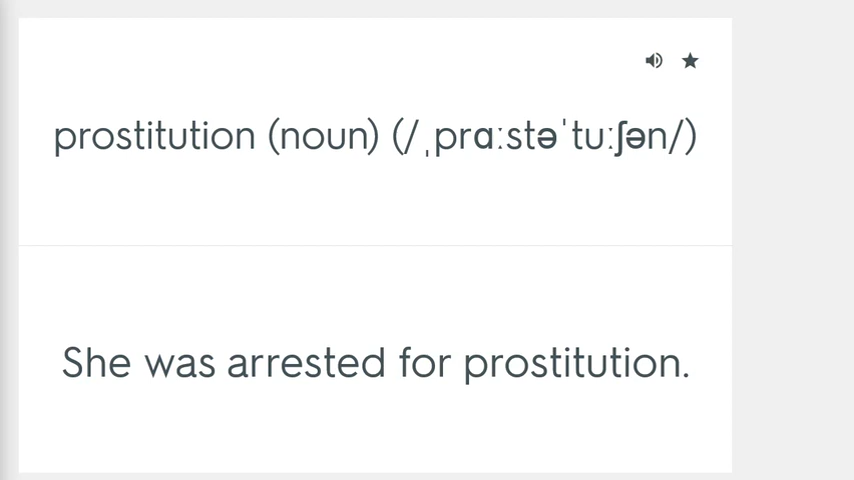 prostitution (noun) (/ˌprɑːstəˈtuːʃən/)
She was arrested for prostitution.